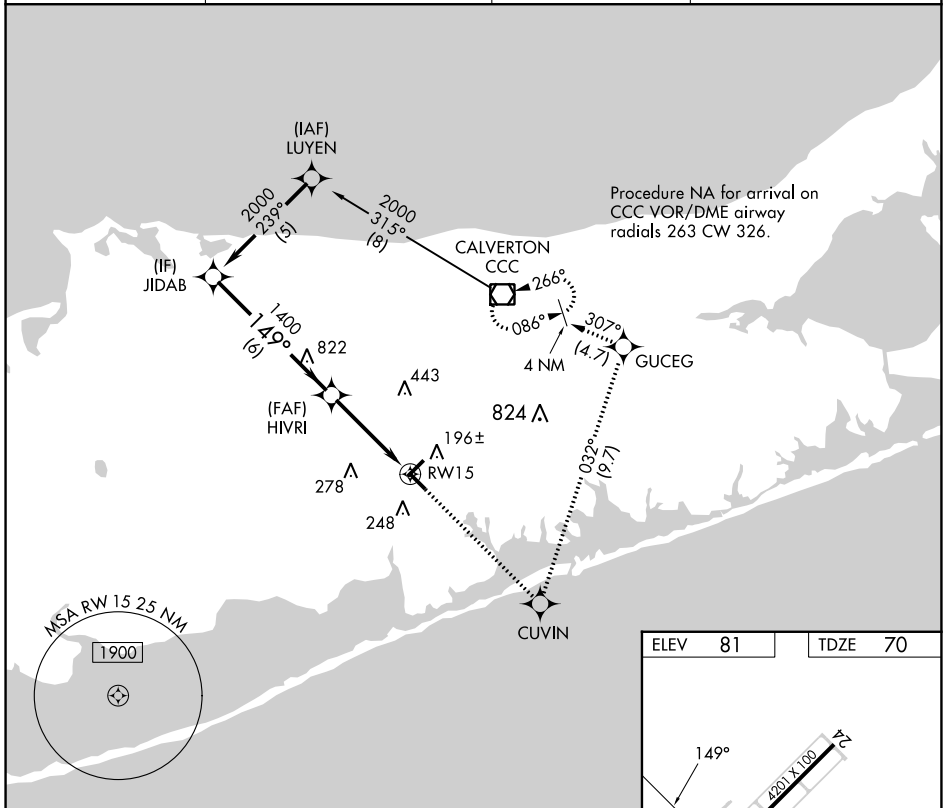 (IAF)
LUYEN
2000
239°
(5)
2000
315°
(8)
Procedure NA for arrival on
CCC VOR/DME airway
radials 263 CW 326.
CALVERTON
CCC
(IF)
JIDAB
266°
086°
307°
(4.7)
4 NM
GUCEG
1400
149°
(6)
822
443
(FAF)
HIVRI
824
196±
RW15
278
248
032°
(9.7)
CUVIN
MSA RW 15 25 NM
1900
ELEV 81
TDZE 70
149°
4201 X 100
24